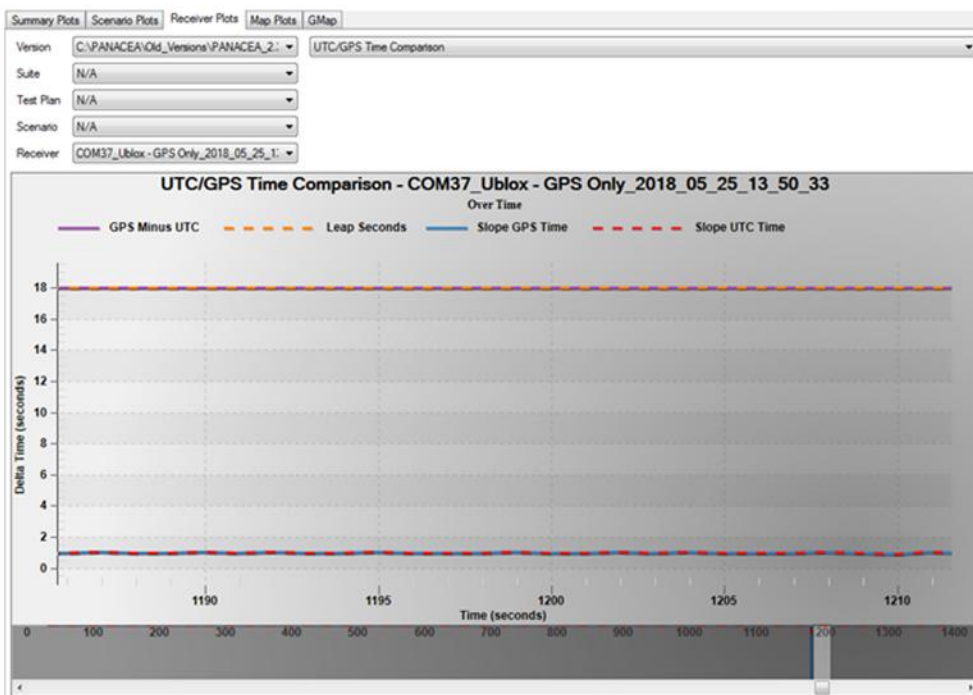 Summary Plots Scenario Plots Receiver Plots Map Plots GMap
Version C:\PANACEA\Old_Versions\PANACEA_2.: UTC/GPS Time Comparison
Suite N/A
Test Plan N/A
Scenario N/A
Receiver COM37_Ublox - GPS Only_2018_05_25_1:
UTC/GPS Time Comparison - COM37_Ublox - GPS Only_2018_05_25_13_50_33
Over Time
GPS Minus UTC Leap Seconds Slope GPS Time Slope UTC Time
Delta Time (seconds)
18
16
14
12
10
8
6
4
2
0
1190 1195 1200 1205 1210
Time (seconds)
0 100 200 300 400 500 600 700 800 900 1000 1100 1200 1300 1400